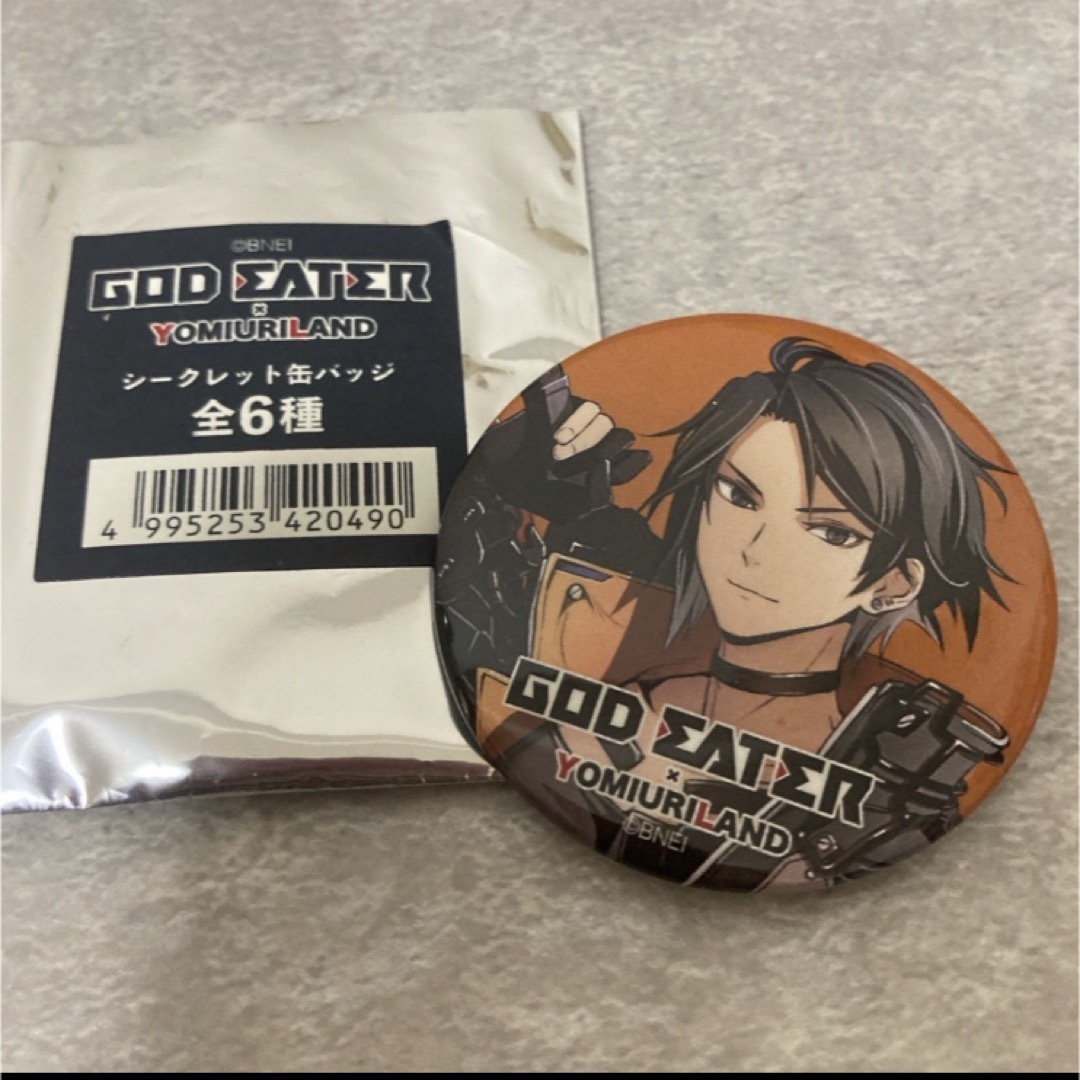 ©BNEI
GOD EATER
×
YOMIURILAND
シークレット缶バッジ
全6種
4 995253 420490
GOD EATER
×
YOMIURILAND
©BNEI